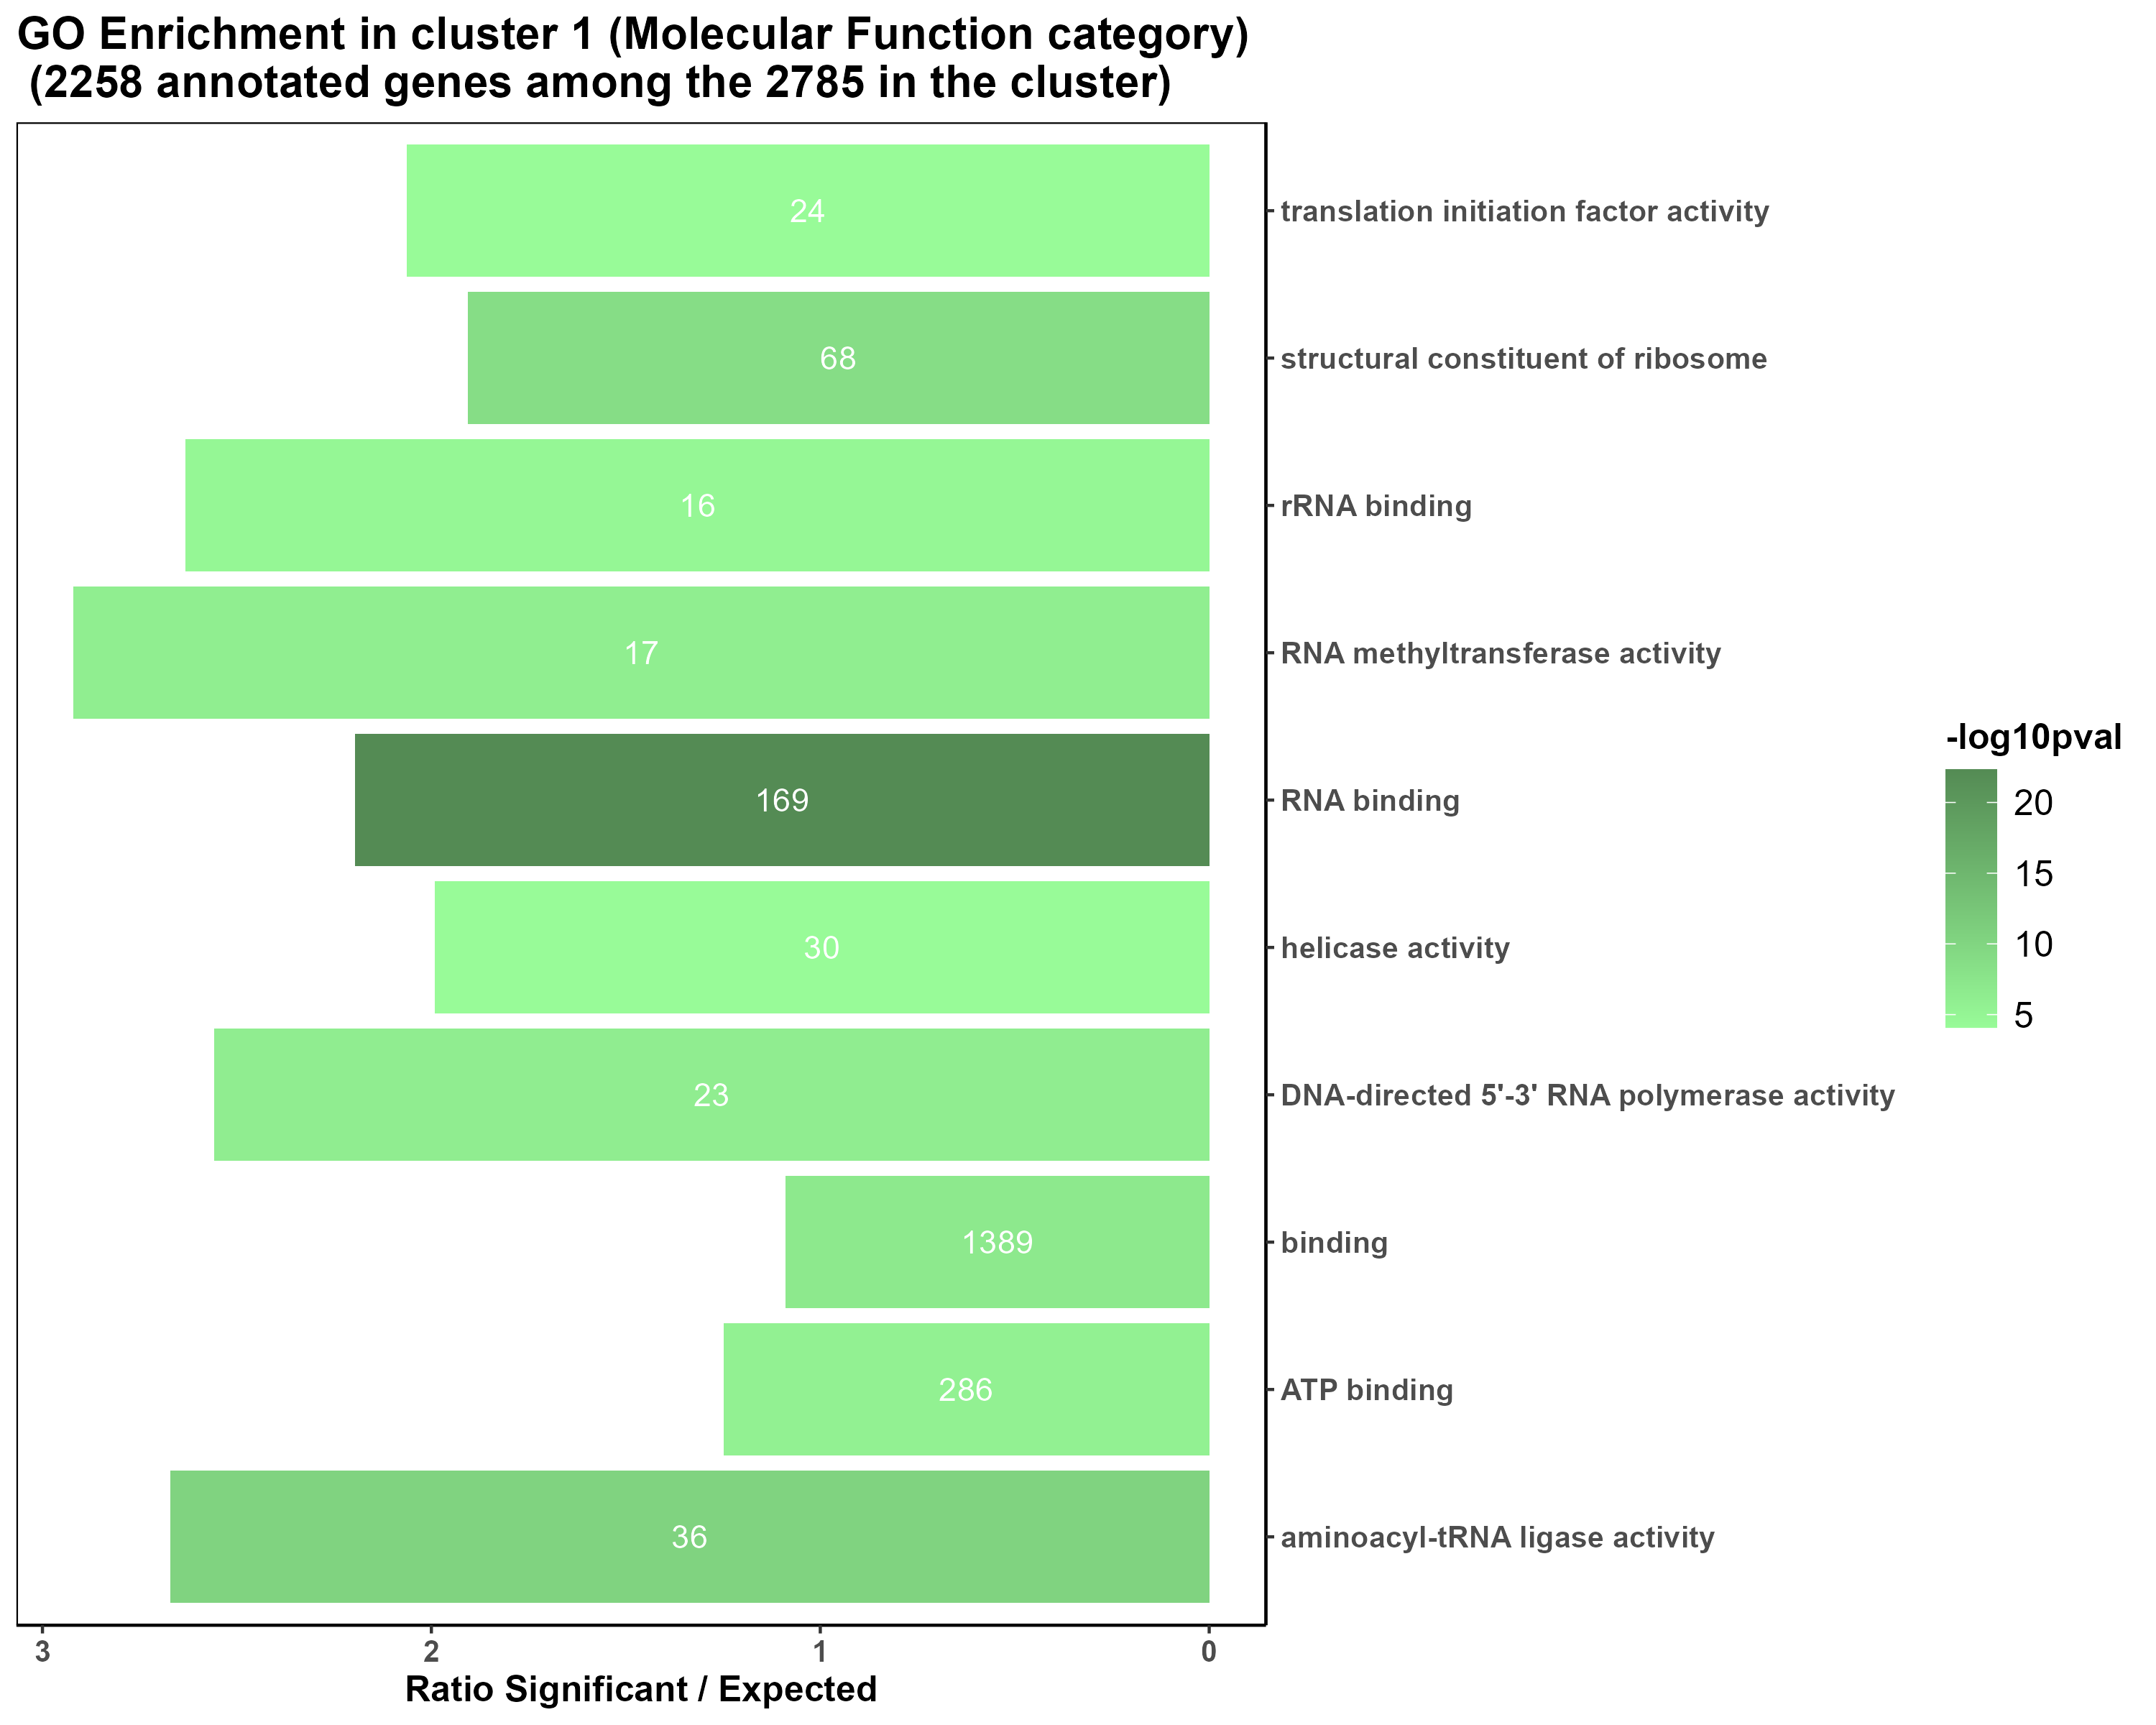 GO Enrichment in cluster 1 (Molecular Function category)
(2258 annotated genes among the 2785 in the cluster)
24 translation initiation factor activity
68 structural constituent of ribosome
16 rRNA binding
17 RNA methyltransferase activity
169 RNA binding
30 helicase activity
23 DNA-directed 5'-3' RNA polymerase activity
1389 binding
286 ATP binding
36 aminoacyl-tRNA ligase activity
3 2 1 0
Ratio Significant / Expected
-log10pval
20
15
10
5